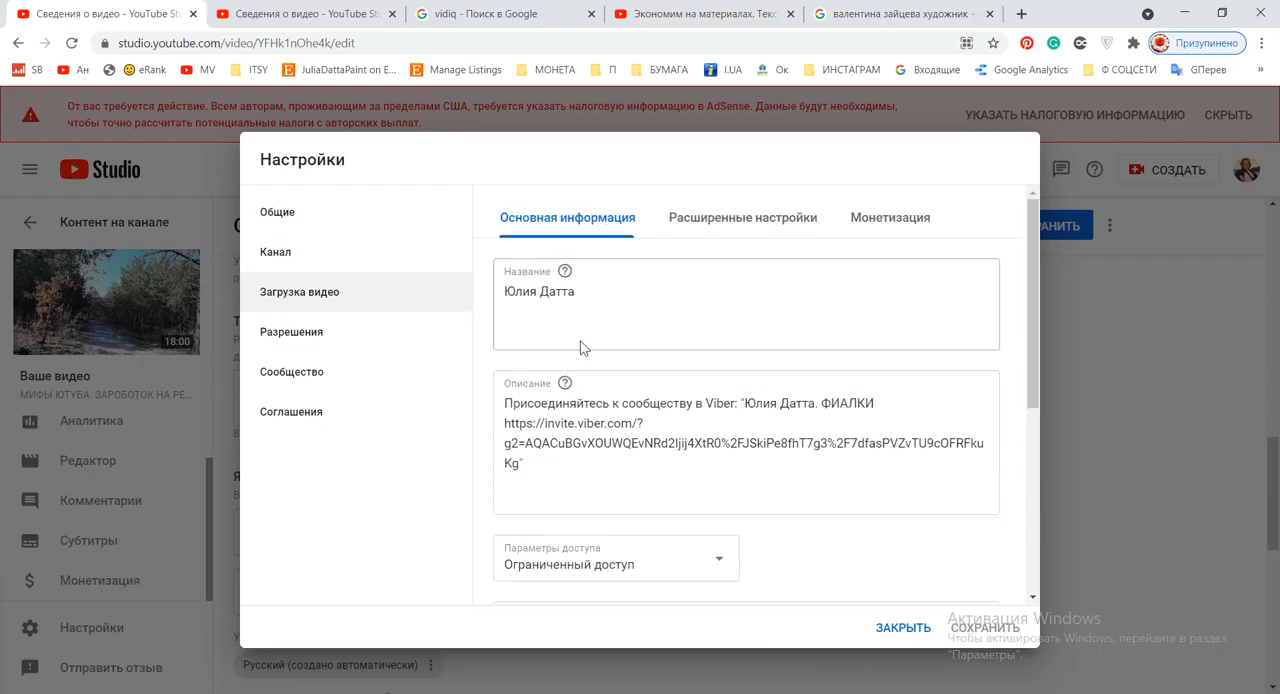 Сведения о видео - YouTube Stu
Сведения о видео - YouTube Stu
vidiq - Поиск в Google
Экономим на материалах. Текс
валентина зайцева художник -
studio.youtube.com/video/YFHk1nOhe4k/edit
Призупинено
SB
Ан
eRank
MV
ITSY
JuliaDattaPaint on E...
Manage Listings
МОНЕТА
П
БУМАГА
I.UA
Ок
ИНСТАГРАМ
Входящие
Google Analytics
Ф СОЦСЕТИ
GПерев
»
От вас требуется действие. Всем авторам, проживающим за пределами США, требуется указать налоговую информацию в AdSense. Данные будут необходимы,
чтобы точно рассчитать потенциальные налоги с авторских выплат.
УКАЗАТЬ НАЛОГОВУЮ ИНФОРМАЦИЮ
СКРЫТЬ
Studio
СОЗДАТЬ
Контент на канале
18:00
Ваше видео
МИФЫ ЮТУБА. ЗАРОБОТОК НА РЕ...
Аналитика
Редактор
Комментарии
Субтитры
Монетизация
Настройки
Отправить отзыв
РАНИТЬ
Настройки
Общие
Канал
Загрузка видео
Разрешения
Сообщество
Соглашения
Основная информация
Расширенные настройки
Монетизация
Название
Юлия Датта
Описание
Присоединяйтесь к сообществу в Viber: "Юлия Датта. ФИАЛКИ
https://invite.viber.com/?
g2=AQACuBGvXOUWQEvNRd2Ijij4XtR0%2FJSkiPe8fhT7g3%2F7dfasPVZvTU9cOFRFku
Kg"
Параметры доступа
Ограниченный доступ
ЗАКРЫТЬ
СОХРАНИТЬ
Активация Windows
Чтобы активировать Windows, перейдите в раздел
"Параметры".
Русский (создано автоматически)